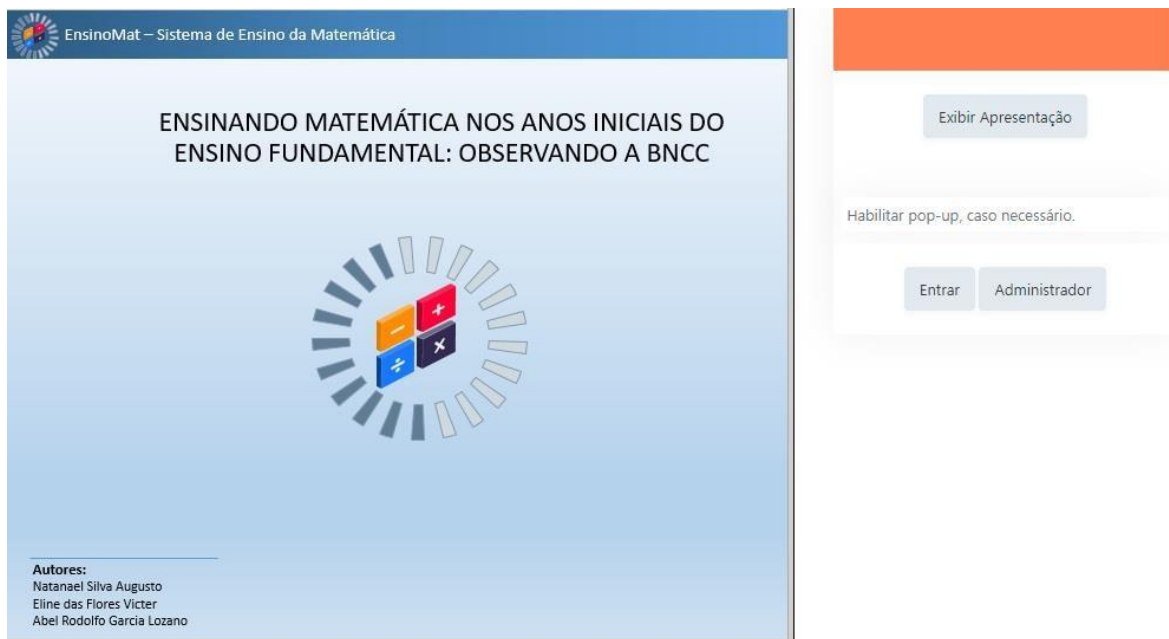 EnsinoMat – Sistema de Ensino da Matemática
ENSINANDO MATEMÁTICA NOS ANOS INICIAIS DO
ENSINO FUNDAMENTAL: OBSERVANDO A BNCC
Autores:
Natanael Silva Augusto
Eline das Flores Victer
Abel Rodolfo Garcia Lozano
Exibir Apresentação
Habilitar pop-up, caso necessário.
Entrar Administrador